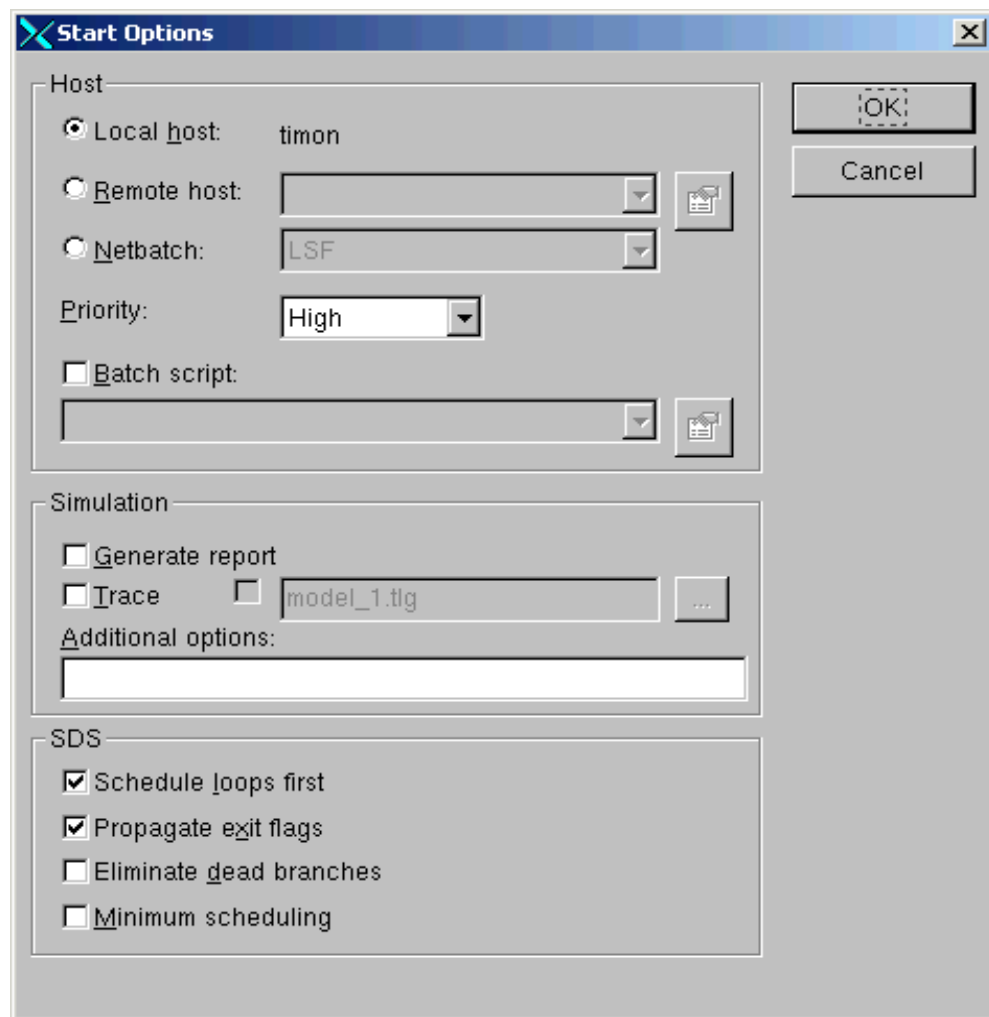 Start Options
Host
OK
Local host: timon
Cancel
Remote host:
Netbatch: LSF
Priority: High
Batch script:
Simulation
Generate report
Trace model_1.tlg ...
Additional options:
SDS
Schedule loops first
Propagate exit flags
Eliminate dead branches
Minimum scheduling